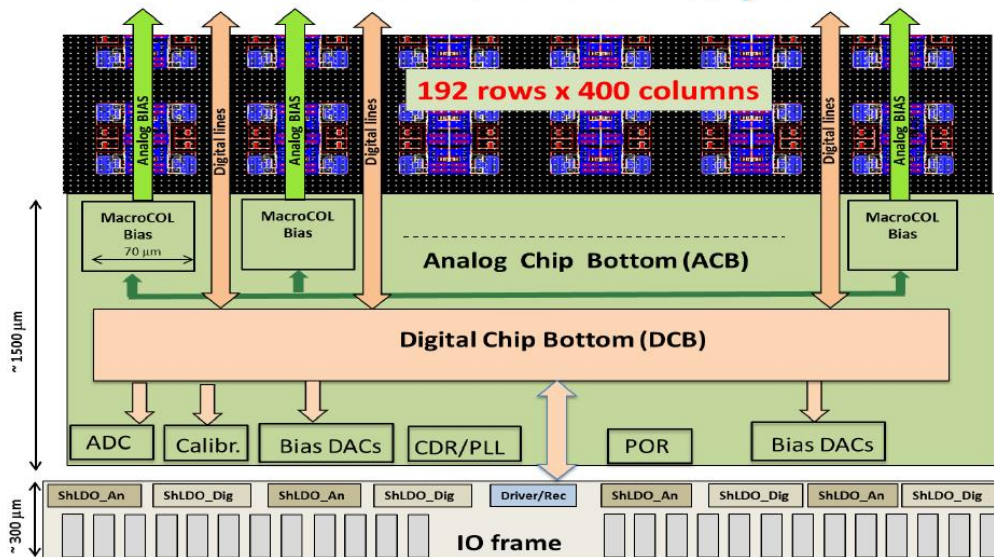 192 rows x 400 columns
Analog BIAS
Digital lines
Analog BIAS
Digital lines
Digital lines
Analog BIAS
MacroCOL
Bias
70 μm
MacroCOL
Bias
MacroCOL
Bias
Analog Chip Bottom (ACB)
~ 1500 μm
Digital Chip Bottom (DCB)
ADC
Calibr.
Bias DACs
CDR/PLL
POR
Bias DACs
~ 300 μm
ShLDO_An
ShLDO_Dig
ShLDO_An
ShLDO_Dig
Driver/Rec
ShLDO_An
ShLDO_Dig
ShLDO_An
ShLDO_Dig
IO frame